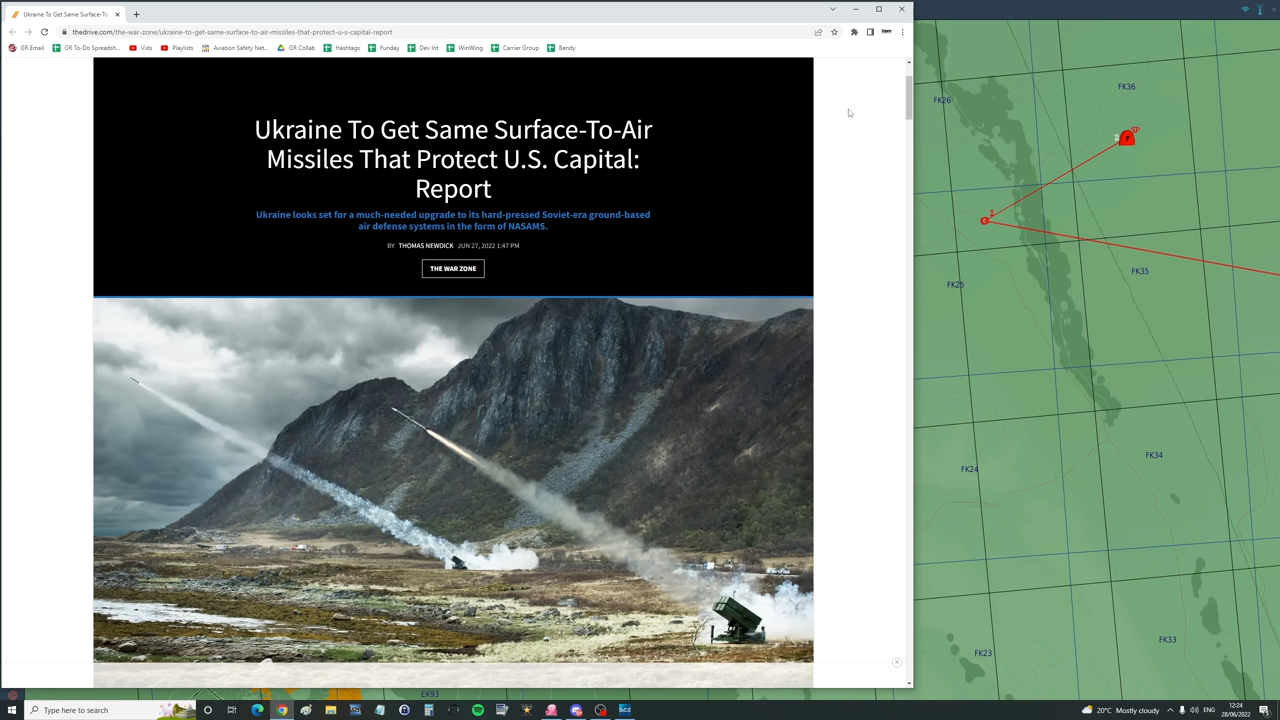 Ukraine To Get Same Surface-To-
thedrive.com/the-war-zone/ukraine-to-get-same-surface-to-air-missiles-that-protect-u-s-capital-report
GR Email
GR To-Do Spreadsh...
Vids
Playlists
Aviation Safety Net...
GR Collab
Hashtags
Funday
Dev Int
WinWing
Carrier Group
Bendy
Ukraine To Get Same Surface-To-Air
Missiles That Protect U.S. Capital:
Report
Ukraine looks set for a much-needed upgrade to its hard-pressed Soviet-era ground-based
air defense systems in the form of NASAMS.
BY THOMAS NEWDICK JUN 27, 2022 1:47 PM
THE WAR ZONE
FK26
FK36
SP
F
1
FK25
FK35
FK24
FK34
FK23
FK33
EK93
Type here to search
20°C Mostly cloudy
ENG
12:24
28/06/2022